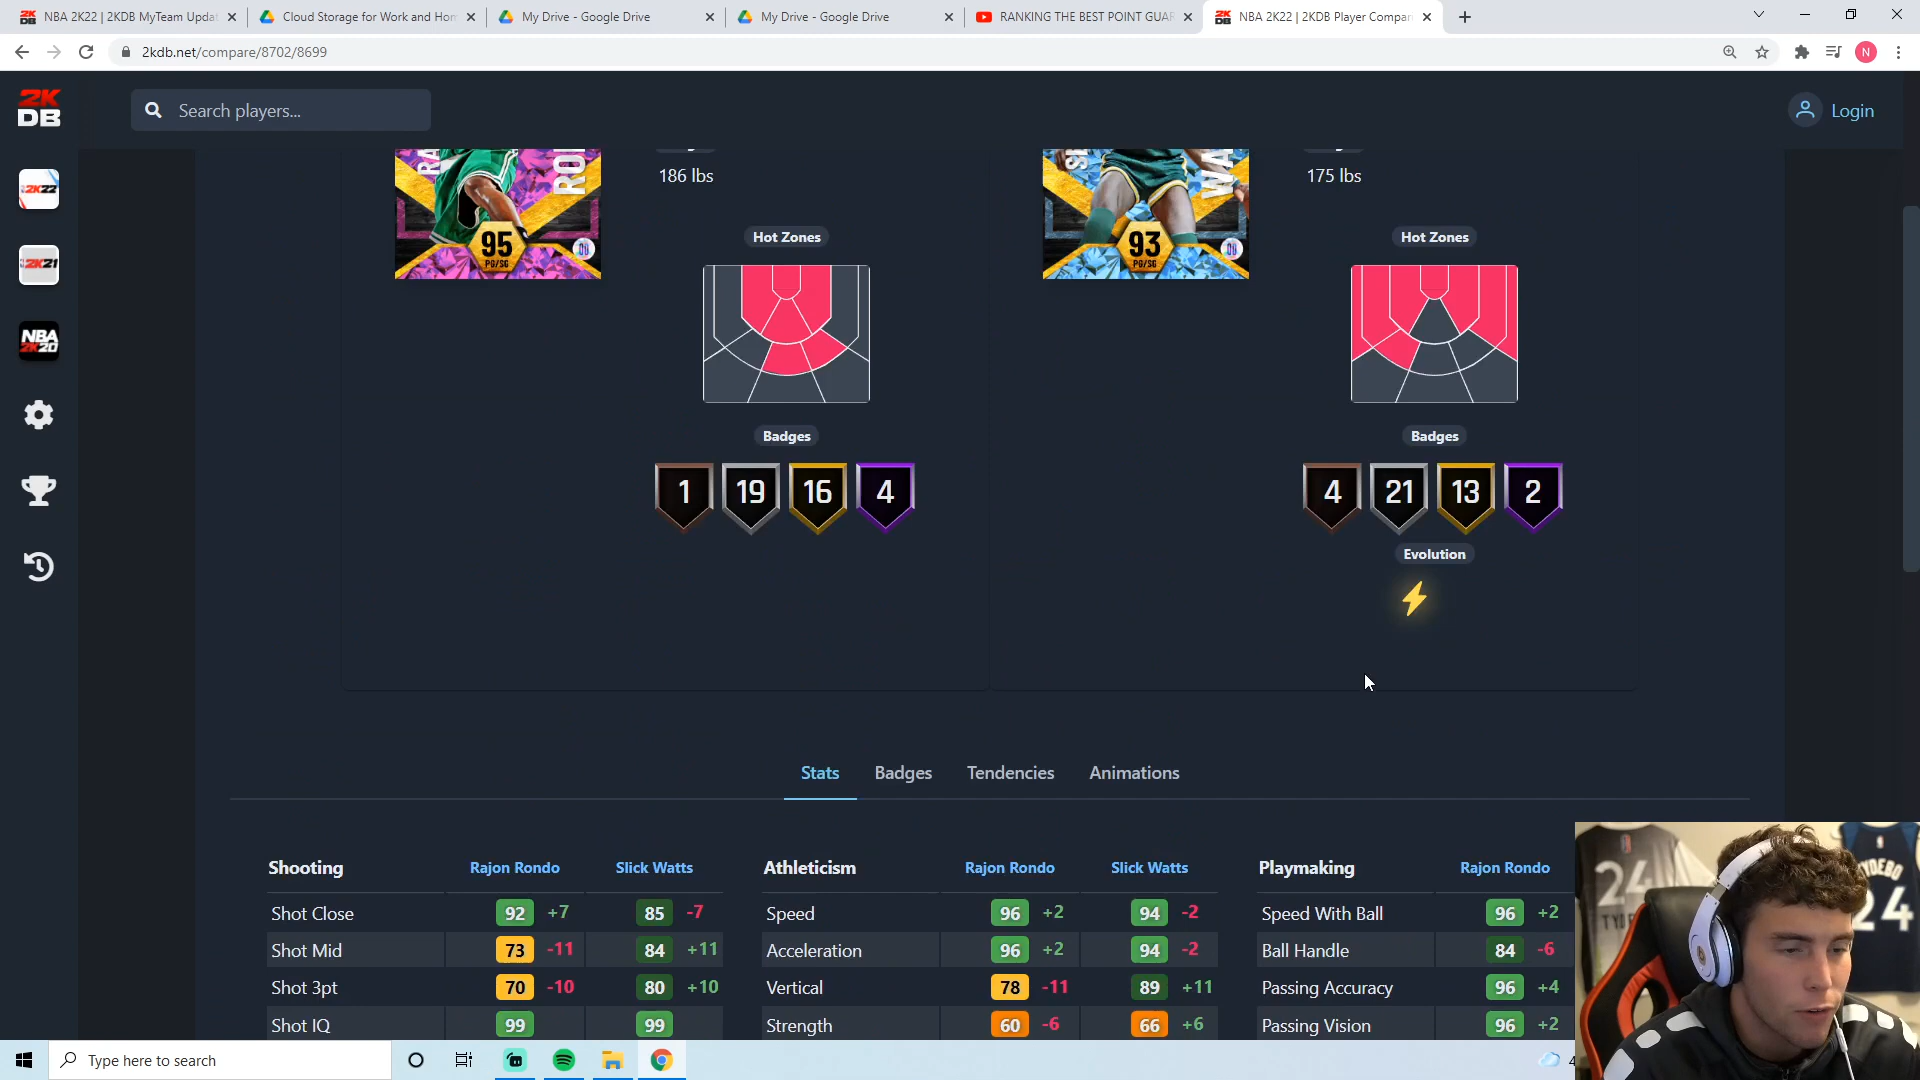 NBA 2K22 | 2KDB MyTeam Updat
Cloud Storage for Work and Hom
My Drive - Google Drive
My Drive - Google Drive
RANKING THE BEST POINT GUAR
NBA 2K22 | 2KDB Player Compari
2kdb.net/compare/8702/8699
N
2K
DB
Search players...
Login
2K22
2K21
NBA
2K20
95
PG/SG
186 lbs
93
PG/SG
175 lbs
Hot Zones
Hot Zones
Badges
Badges
1 19 16 4
4 21 13 2
Evolution
Stats Badges Tendencies Animations
Shooting Rajon Rondo Slick Watts Athleticism Rajon Rondo Slick Watts Playmaking Rajon Rondo
Shot Close 92 +7 85 -7 Speed 96 +2 94 -2 Speed With Ball 96 +2
Shot Mid 73 -11 84 +11 Acceleration 96 +2 94 -2 Ball Handle 84 -6
Shot 3pt 70 -10 80 +10 Vertical 78 -11 89 +11 Passing Accuracy 96 +4
Shot IQ 99 99 Strength 60 -6 66 +6 Passing Vision 96 +2
24
24
Type here to search
4